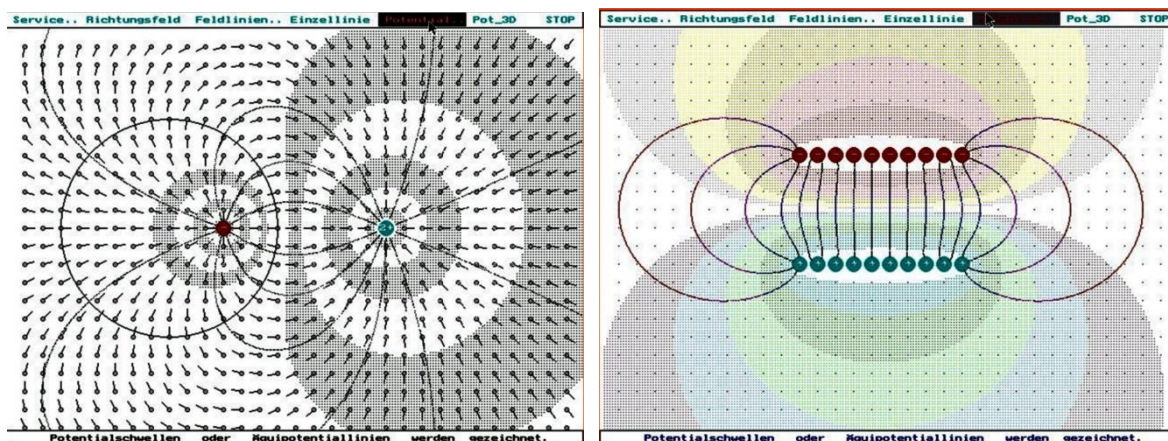 Service.. Richtungsfeld Feldlinien.. Einzellinie Potential.. Pot_3D STOP
Potentialschwellen oder Äquipotentiallinien werden gezeichnet.
Service.. Richtungsfeld Feldlinien.. Einzellinie Pot_3D STOP
Potentialschwellen oder Äquipotentiallinien werden gezeichnet.